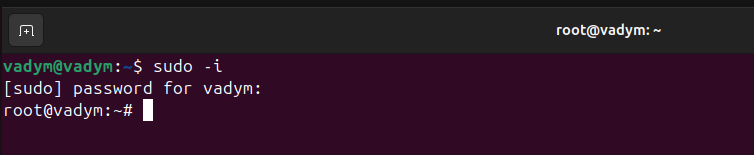 root@vadym: ~
vadym@vadym:~$ sudo -i
[sudo] password for vadym:
root@vadym:~#